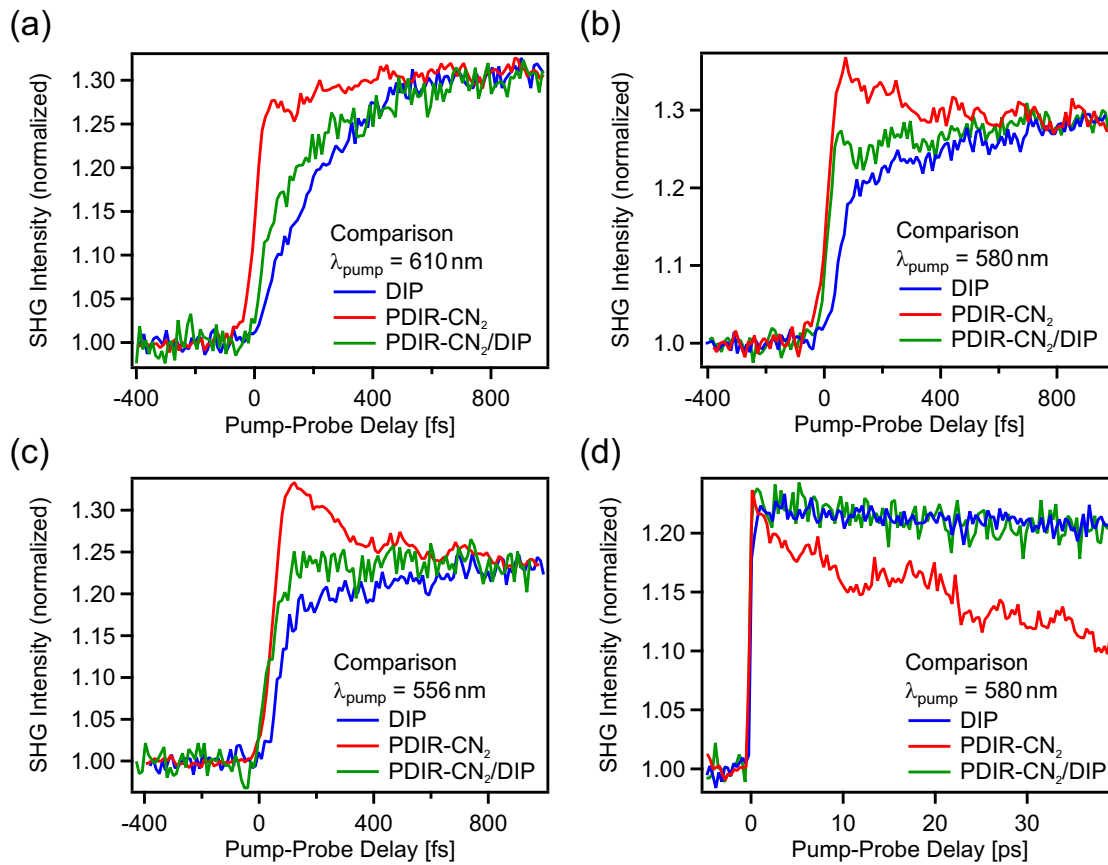 (a)
SHG Intensity (normalized)
1.30
1.25
1.20
1.15
1.10
1.05
1.00
Comparison
λpump = 610 nm
DIP
PDIR-CN₂
PDIR-CN₂/DIP
-400
0
400
800
Pump-Probe Delay [fs]
(b)
SHG Intensity (normalized)
1.3
1.2
1.1
1.0
Comparison
λpump = 580 nm
DIP
PDIR-CN₂
PDIR-CN₂/DIP
-400
0
400
800
Pump-Probe Delay [fs]
(c)
SHG Intensity (normalized)
1.30
1.25
1.20
1.15
1.10
1.05
1.00
Comparison
λpump = 556 nm
DIP
PDIR-CN₂
PDIR-CN₂/DIP
-400
0
400
800
Pump-Probe Delay [fs]
(d)
SHG Intensity (normalized)
1.20
1.15
1.10
1.05
1.00
Comparison
λpump = 580 nm
DIP
PDIR-CN₂
PDIR-CN₂/DIP
0
10
20
30
Pump-Probe Delay [ps]